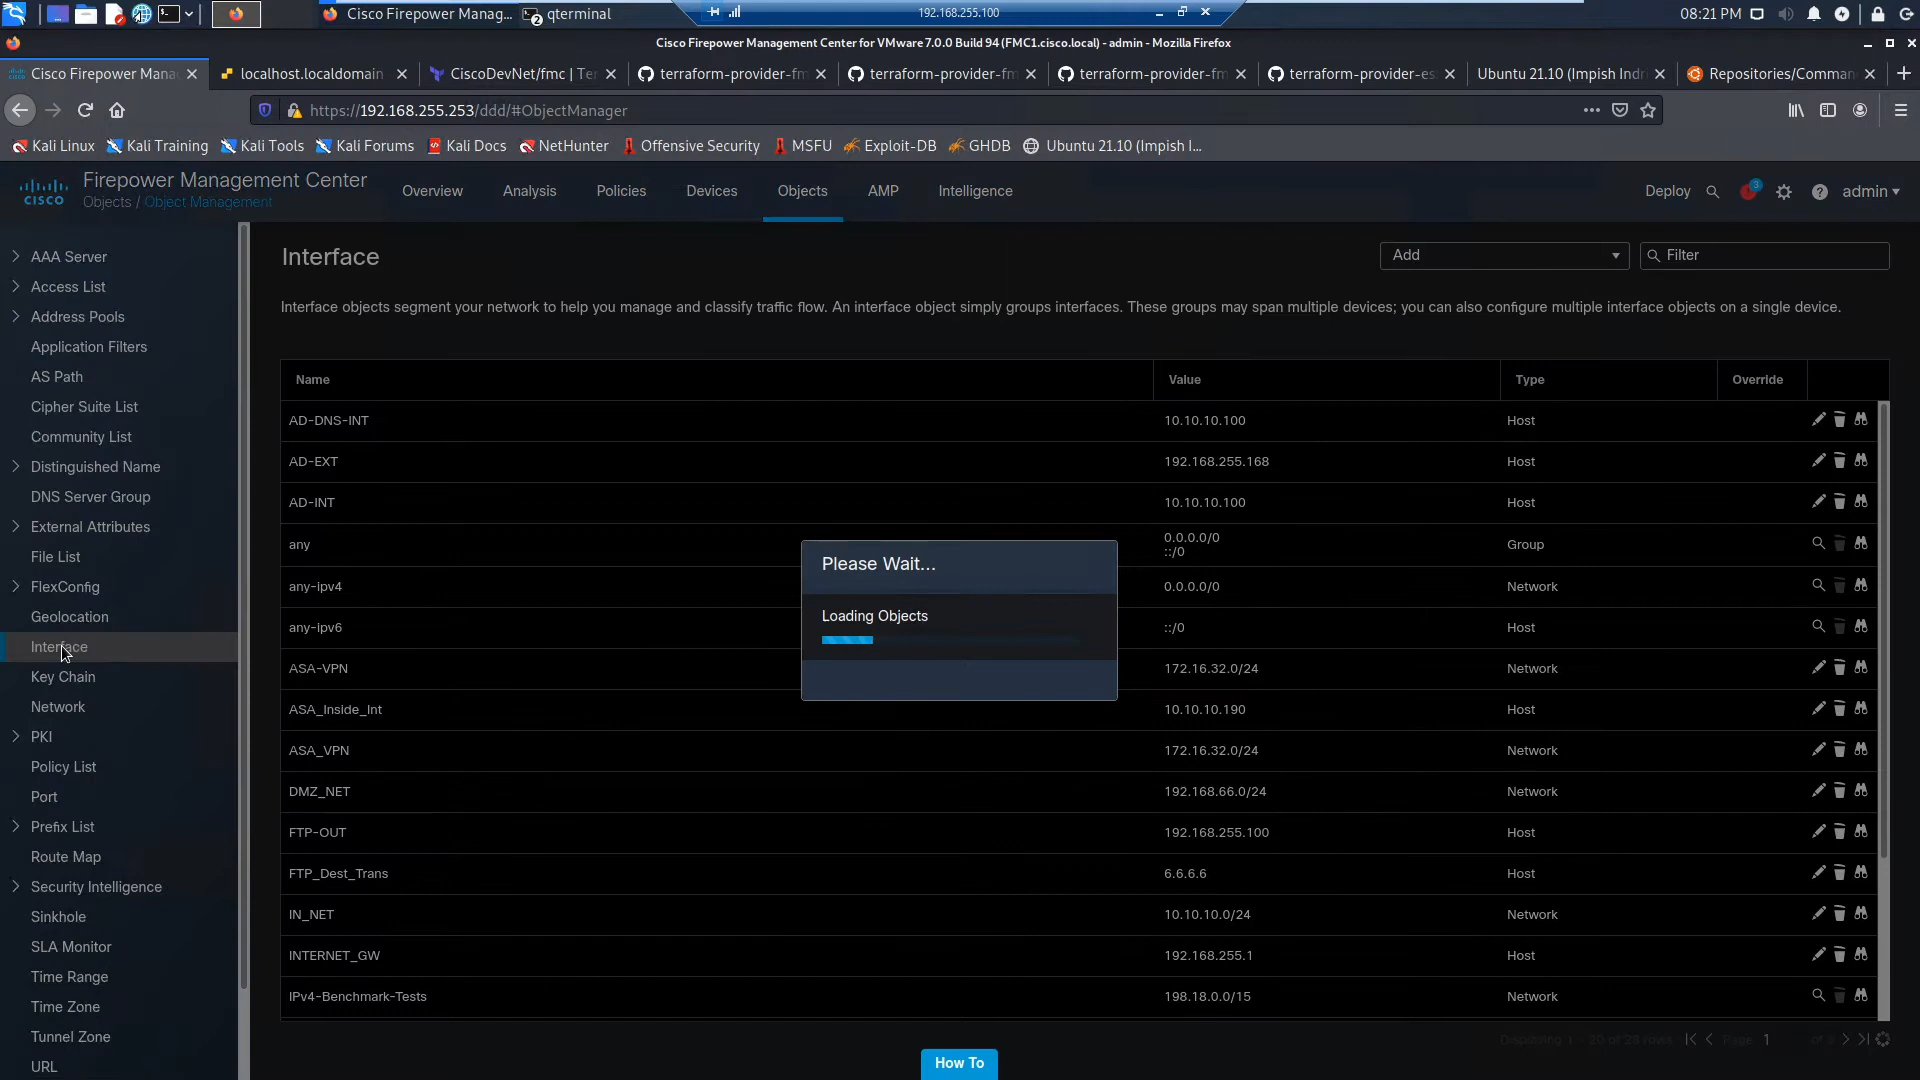 Cisco Firepower Manag...
2 qterminal
192.168.255.100
08:21 PM
Cisco Firepower Management Center for VMware 7.0.0 Build 94 (FMC1.cisco.local) - admin - Mozilla Firefox
Cisco Firepower Mana
localhost.localdomain
CiscoDevNet/fmc | Te
terraform-provider-fm
terraform-provider-fm
terraform-provider-fm
terraform-provider-es
Ubuntu 21.10 (Impish Indri
Repositories/Comman
https://192.168.255.253/ddd/#ObjectManager
Kali Linux
Kali Training
Kali Tools
Kali Forums
Kali Docs
NetHunter
Offensive Security
MSFU
Exploit-DB
GHDB
Ubuntu 21.10 (Impish I...
CISCO
Firepower Management Center
Objects / Object Management
Overview
Analysis
Policies
Devices
Objects
AMP
Intelligence
Deploy
3
admin
AAA Server
Access List
Address Pools
Application Filters
AS Path
Cipher Suite List
Community List
Distinguished Name
DNS Server Group
External Attributes
File List
FlexConfig
Geolocation
Interface
Key Chain
Network
PKI
Policy List
Port
Prefix List
Route Map
Security Intelligence
Sinkhole
SLA Monitor
Time Range
Time Zone
Tunnel Zone
URL
Interface
Add
Filter
Interface objects segment your network to help you manage and classify traffic flow. An interface object simply groups interfaces. These groups may span multiple devices; you can also configure multiple interface objects on a single device.
Name Value Type Override
AD-DNS-INT 10.10.10.100 Host
AD-EXT 192.168.255.168 Host
AD-INT 10.10.10.100 Host
any 0.0.0.0/0 Group
::/0
any-ipv4 0.0.0.0/0 Network
any-ipv6 ::/0 Host
ASA-VPN 172.16.32.0/24 Network
ASA_Inside_Int 10.10.10.190 Host
ASA_VPN 172.16.32.0/24 Network
DMZ_NET 192.168.66.0/24 Network
FTP-OUT 192.168.255.100 Host
FTP_Dest_Trans 6.6.6.6 Host
IN_NET 10.10.10.0/24 Network
INTERNET_GW 192.168.255.1 Host
IPv4-Benchmark-Tests 198.18.0.0/15 Network
Please Wait...
Loading Objects
Page 1
How To